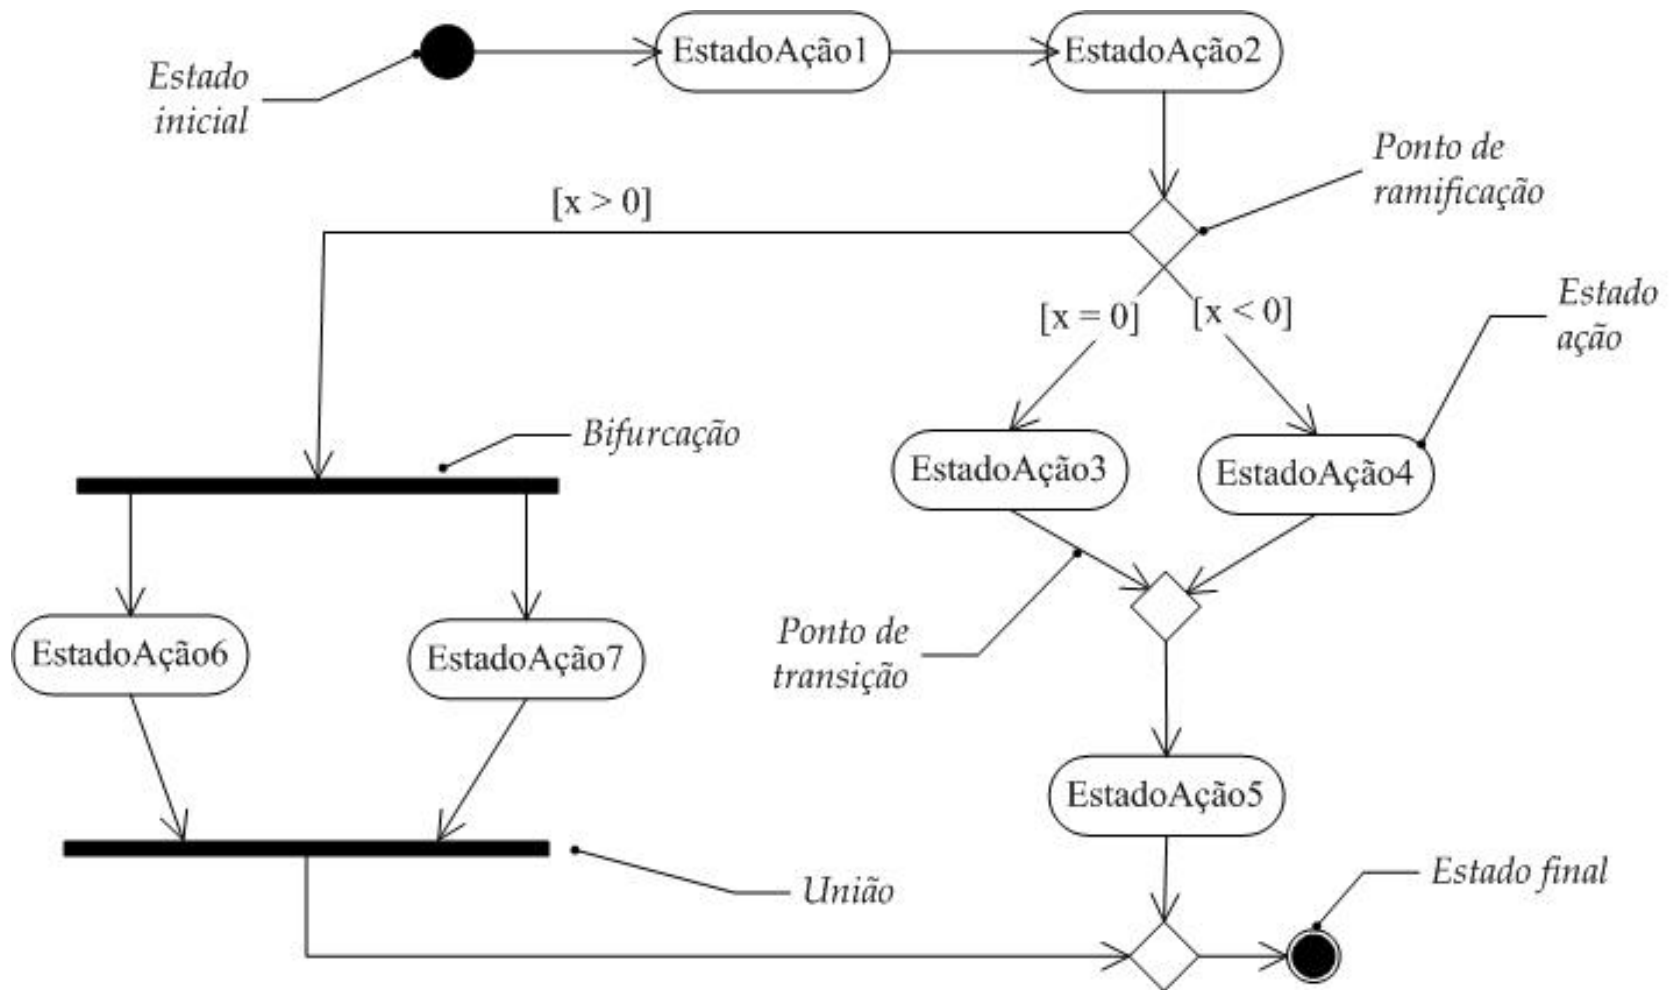 EstadoAção1
EstadoAção2
Estado
inicial
Ponto de
ramificação
[x > 0]
[x = 0]
[x < 0]
Estado
ação
Bifurcação
EstadoAção3
EstadoAção4
EstadoAção6
EstadoAção7
Ponto de
transição
EstadoAção5
União
Estado final